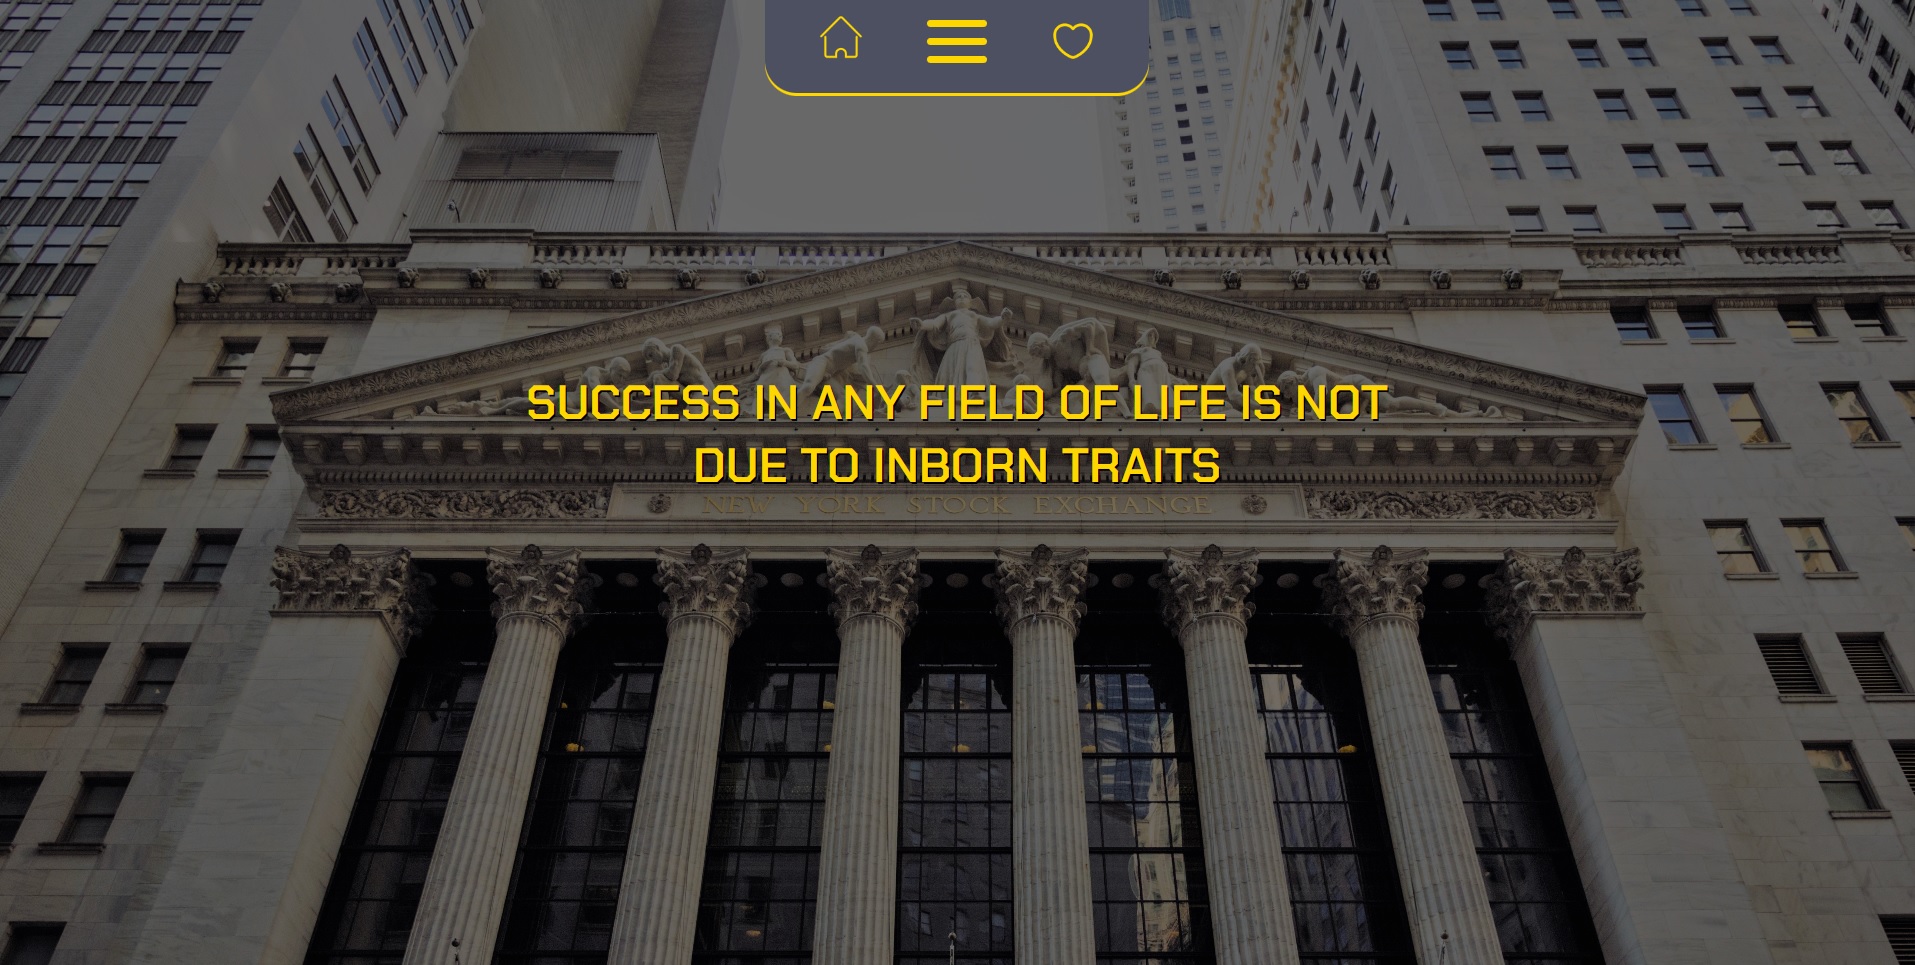 SUCCESS IN ANY FIELD OF LIFE IS NOT
DUE TO INBORN TRAITS
NEW YORK STOCK EXCHANGE